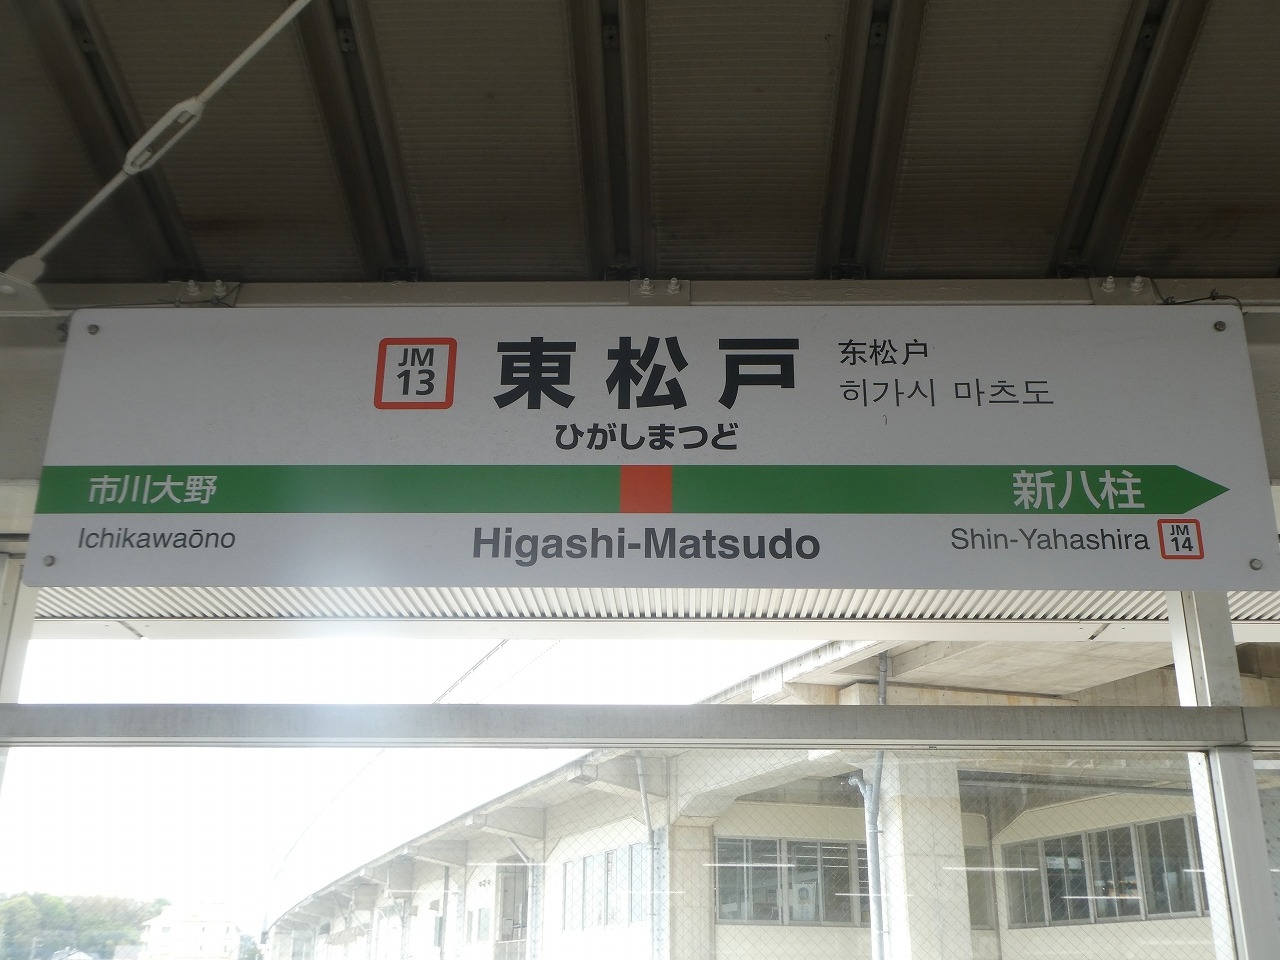 JM
13
東松戸
ひがしまつど
东松户
히가시 마츠도
市川大野
新八柱
Ichikawaōno
Higashi-Matsudo
Shin-Yahashira
JM
14